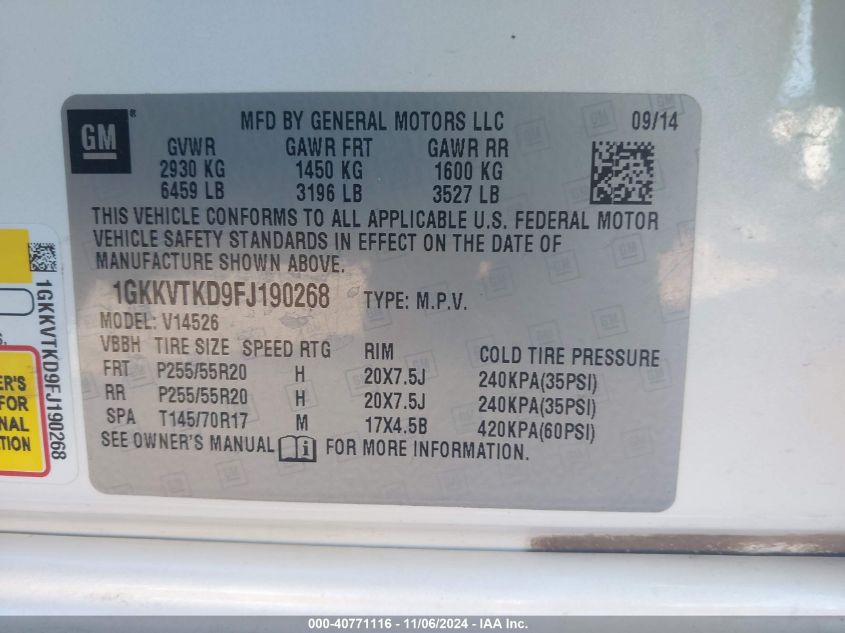 GM
®
MFD BY GENERAL MOTORS LLC 09/14
GVWR GAWR FRT GAWR RR
2930 KG 1450 KG 1600 KG
6459 LB 3196 LB 3527 LB
THIS VEHICLE CONFORMS TO ALL APPLICABLE U.S. FEDERAL MOTOR
VEHICLE SAFETY STANDARDS IN EFFECT ON THE DATE OF
MANUFACTURE SHOWN ABOVE.
1GKKVTKD9FJ190268 TYPE: M.P.V.
MODEL: V14526
VBBH TIRE SIZE SPEED RTG RIM COLD TIRE PRESSURE
FRT P255/55R20 H 20X7.5J 240KPA(35PSI)
RR P255/55R20 H 20X7.5J 240KPA(35PSI)
SPA T145/70R17 M 17X4.5B 420KPA(60PSI)
SEE OWNER'S MANUAL i FOR MORE INFORMATION.
1GKKVTKD9FJ190268
ER'S
FOR
NAL
TION
000-40771116 - 11/06/2024 - IAA Inc.